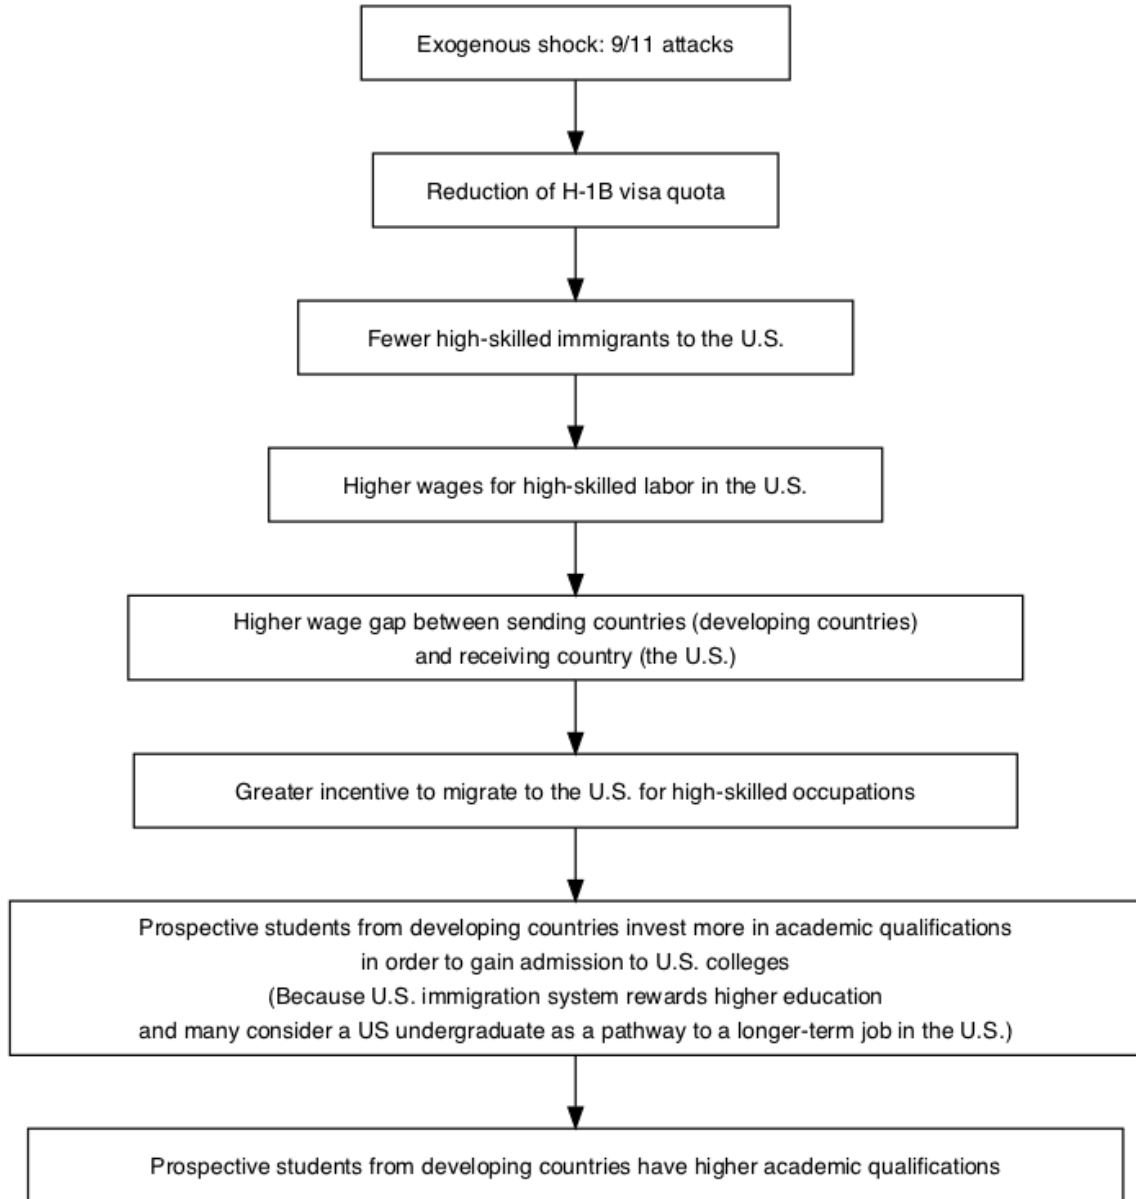 Exogenous shock: 9/11 attacks
Reduction of H-1B visa quota
Fewer high-skilled immigrants to the U.S.
Higher wages for high-skilled labor in the U.S.
Higher wage gap between sending countries (developing countries)
and receiving country (the U.S.)
Greater incentive to migrate to the U.S. for high-skilled occupations
Prospective students from developing countries invest more in academic qualifications
in order to gain admission to U.S. colleges
(Because U.S. immigration system rewards higher education
and many consider a US undergraduate as a pathway to a longer-term job in the U.S.)
Prospective students from developing countries have higher academic qualifications